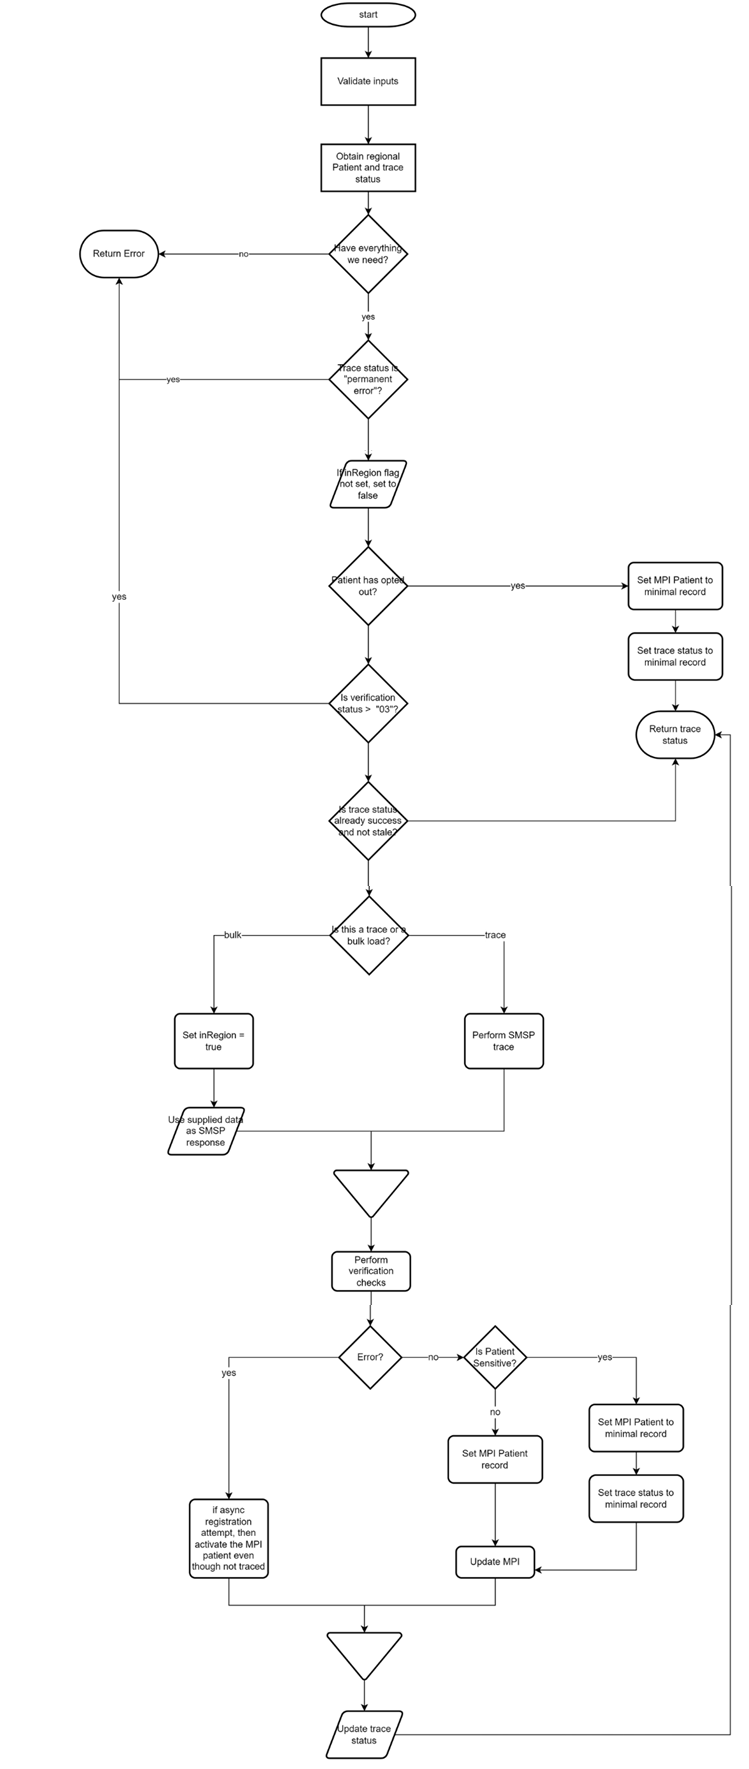 start
Validate inputs
Obtain regional
Patient and trace
status
Have everything
we need?
no
Return Error
yes
Trace status is
"permanent
error"?
yes
If inRegion flag
not set, set to
false
Patient has opted
out?
yes
Set MPI Patient to
minimal record
Set trace status to
minimal record
yes
Is verification
status > "03"?
Return trace
status
Is trace status
already success
and not stale?
Is this a trace or a
bulk load?
bulk
trace
Set inRegion =
true
Perform SMSP
trace
Use supplied data
as SMSP
response
Perform
verification
checks
Error?
no
Is Patient
Sensitive?
yes
yes
no
Set MPI Patient to
minimal record
Set MPI Patient
record
Set trace status to
minimal record
if async
registration
attempt, then
activate the MPI
patient even
though not traced
Update MPI
Update trace
status